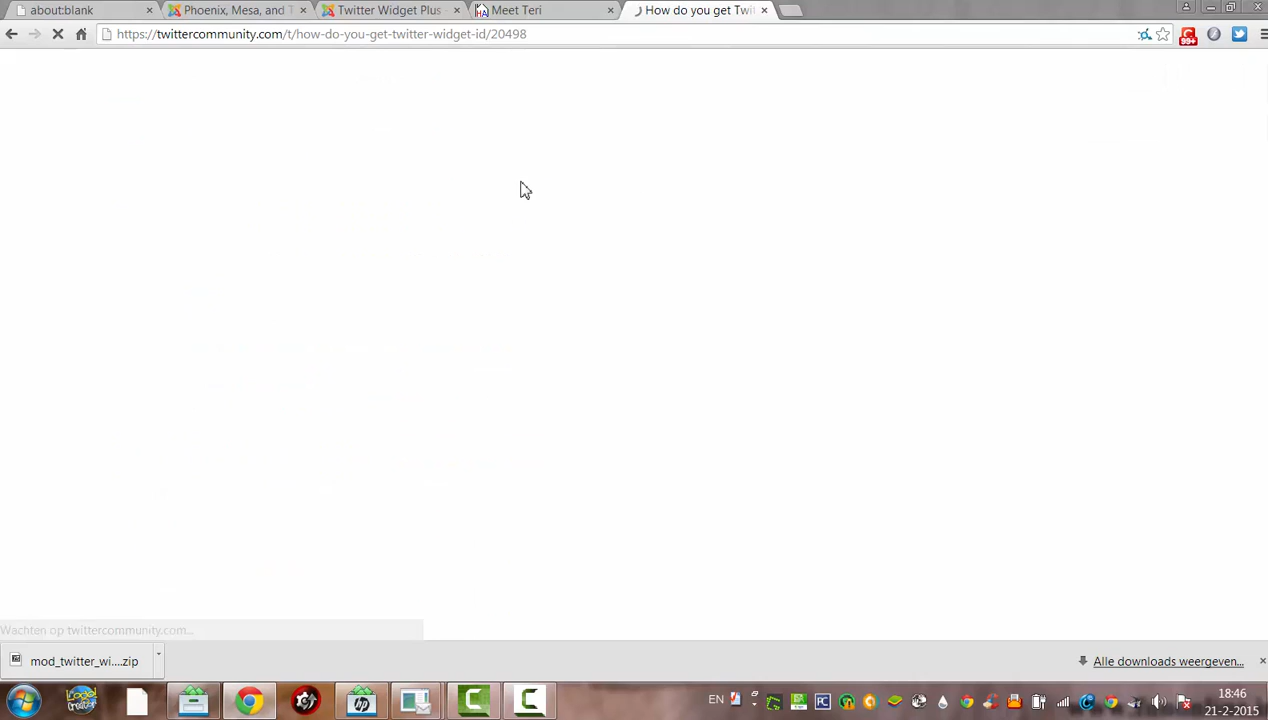 about:blank
Phoenix, Mesa, and T
Twitter Widget Plus -
Meet Teri
How do you get Twit
https://twittercommunity.com/t/how-do-you-get-twitter-widget-id/20498
99+
Wachten op twittercommunity.com...
mod_twitter_wi....zip
Alle downloads weergeven...
EN
18:46
21-2-2015